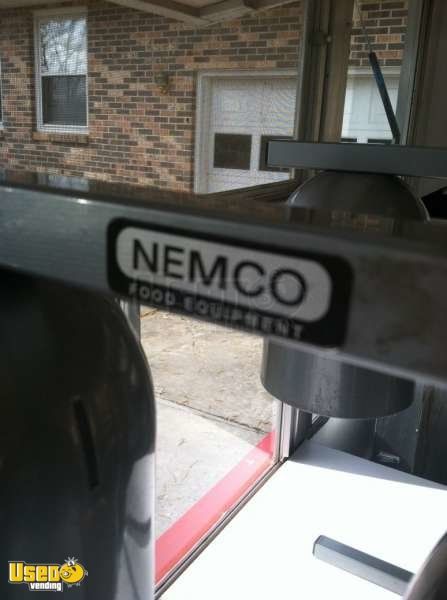 NEMCO
FOOD EQUIPMENT
Used
vending